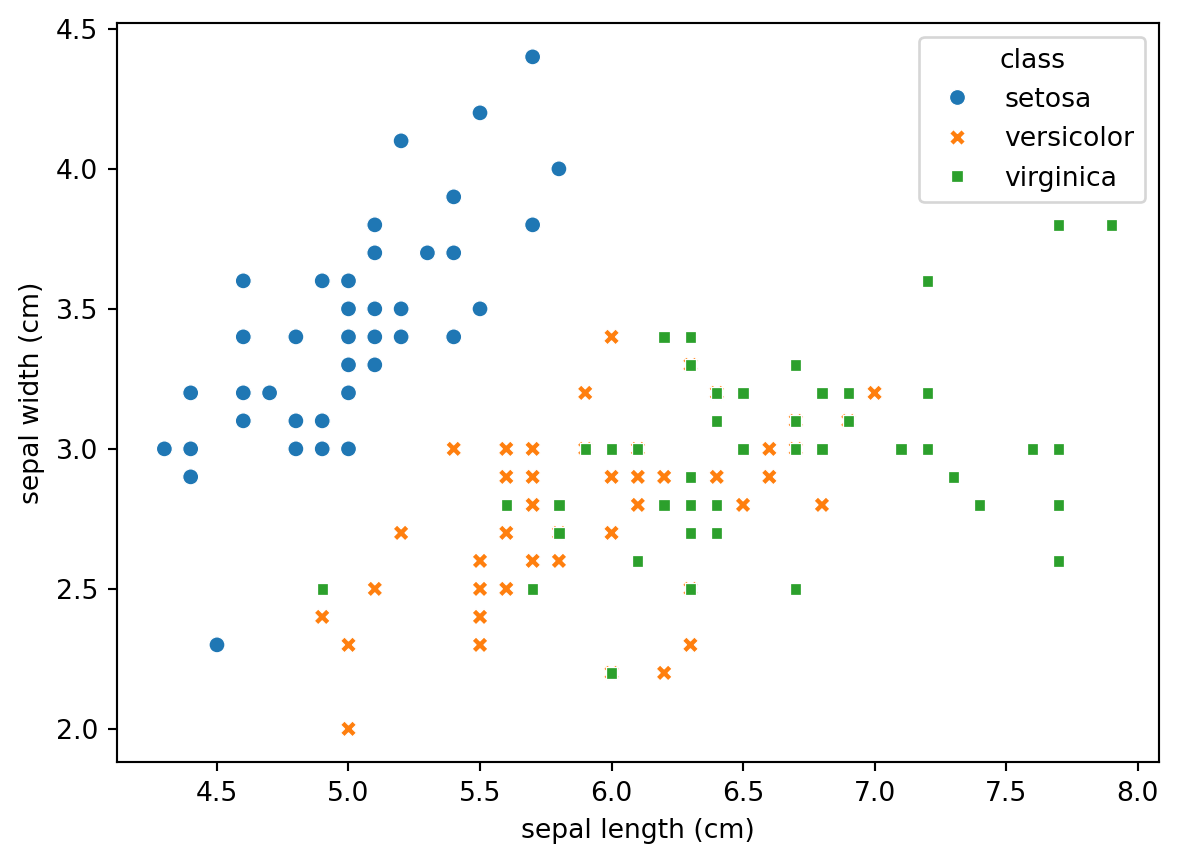 4.5
4.0
3.5
3.0
2.5
2.0
sepal width (cm)
class
setosa
versicolor
virginica
4.5 5.0 5.5 6.0 6.5 7.0 7.5 8.0
sepal length (cm)